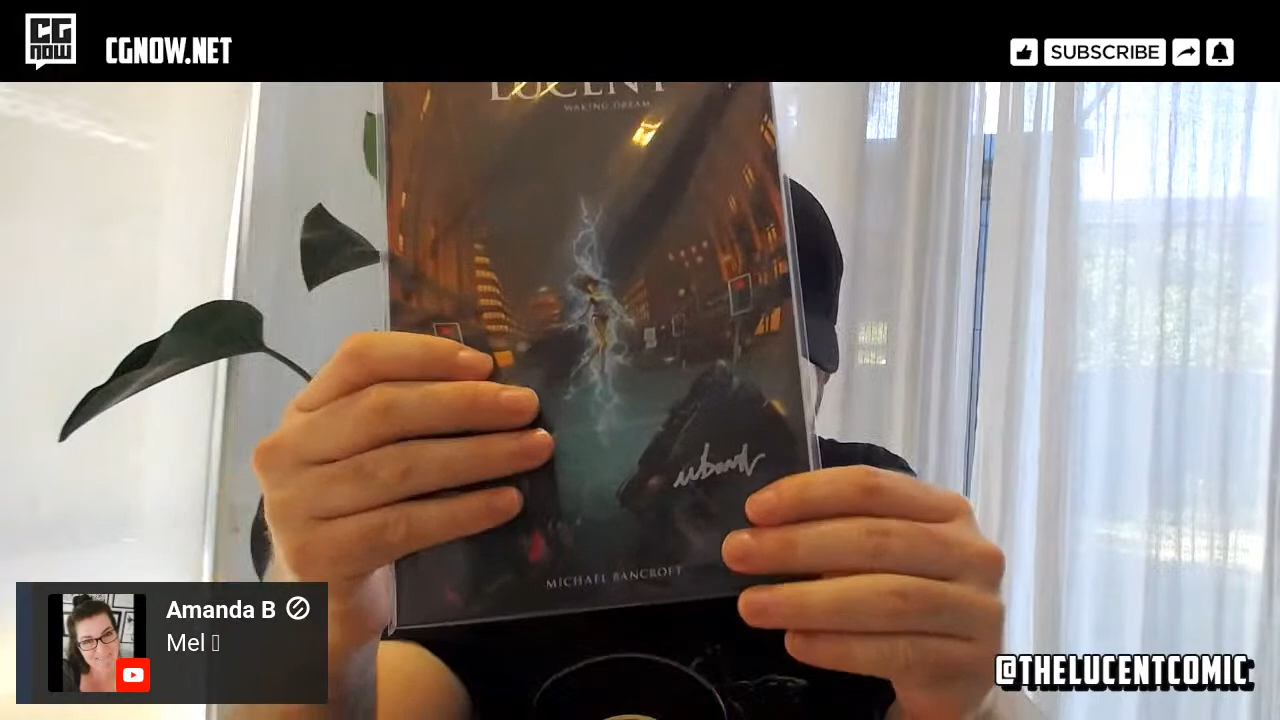 CG
NOW
CGNOW.NET
SUBSCRIBE
LUCENT
WAKING DREAM
MICHAEL BANCROFT
Amanda B
Mel
@THELUCENTCOMIC